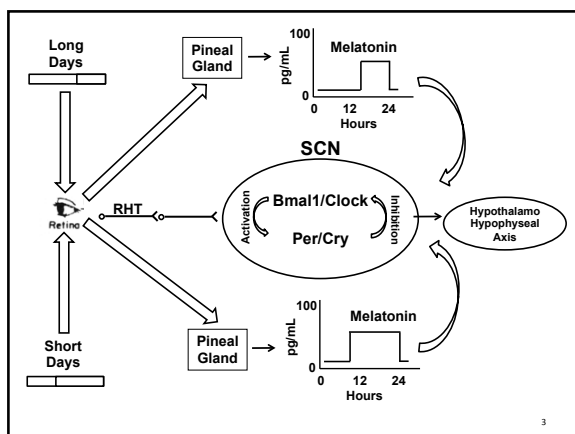 Long
Days
Pineal
Gland
Melatonin
pg/mL
100
0
0 12 24
Hours
Retina
RHT
SCN
Activation
Bmal1/Clock
Per/Cry
Inhibition
Hypothalamo
Hypophyseal
Axis
Short
Days
Pineal
Gland
Melatonin
pg/mL
100
0
0 12 24
Hours
3